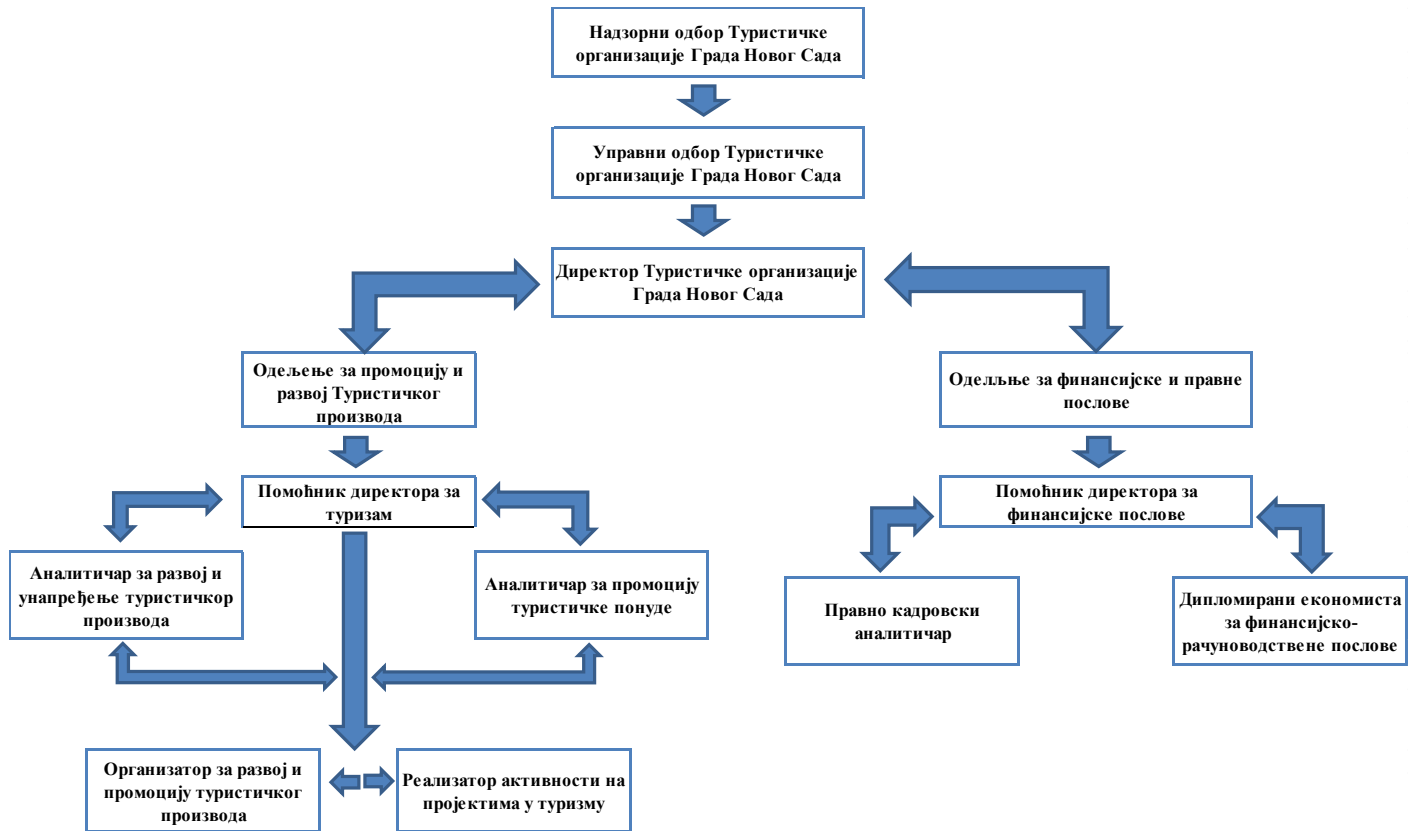 Надзорни одбор Туристичке
организације Града Новог Сада
Управни одбор Туристичке
организације Града Новог Сада
Директор Туристичке организације
Града Новог Сада
Одељење за промоцију и
развој Туристичког
производа
Оделљње за финансијске и правне
послове
Помоћник директора за
туризам
Помоћник директора за
финансијске послове
Аналитичар за развој и
унапређење туристичкор
производа
Аналитичар за промоцију
туристичке понуде
Правно кадровски
аналитичар
Дипломирани економиста
за финансијско-
рачуноводствене послове
Организатор за развој и
промоцију туристичког
производа
Реализатор активности на
пројектима у туризму